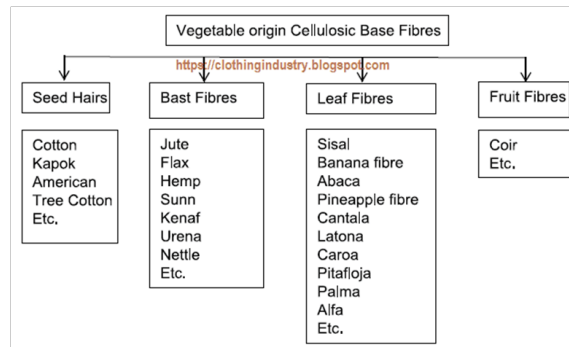 Vegetable origin Cellulosic Base Fibres
https://clothingindustry.blogspot.com
Seed Hairs
Bast Fibres
Leaf Fibres
Fruit Fibres
Cotton
Kapok
American
Tree Cotton
Etc.
Jute
Flax
Hemp
Sunn
Kenaf
Urena
Nettle
Etc.
Sisal
Banana fibre
Abaca
Pineapple fibre
Cantala
Latona
Caroa
Pitafloja
Palma
Alfa
Etc.
Coir
Etc.